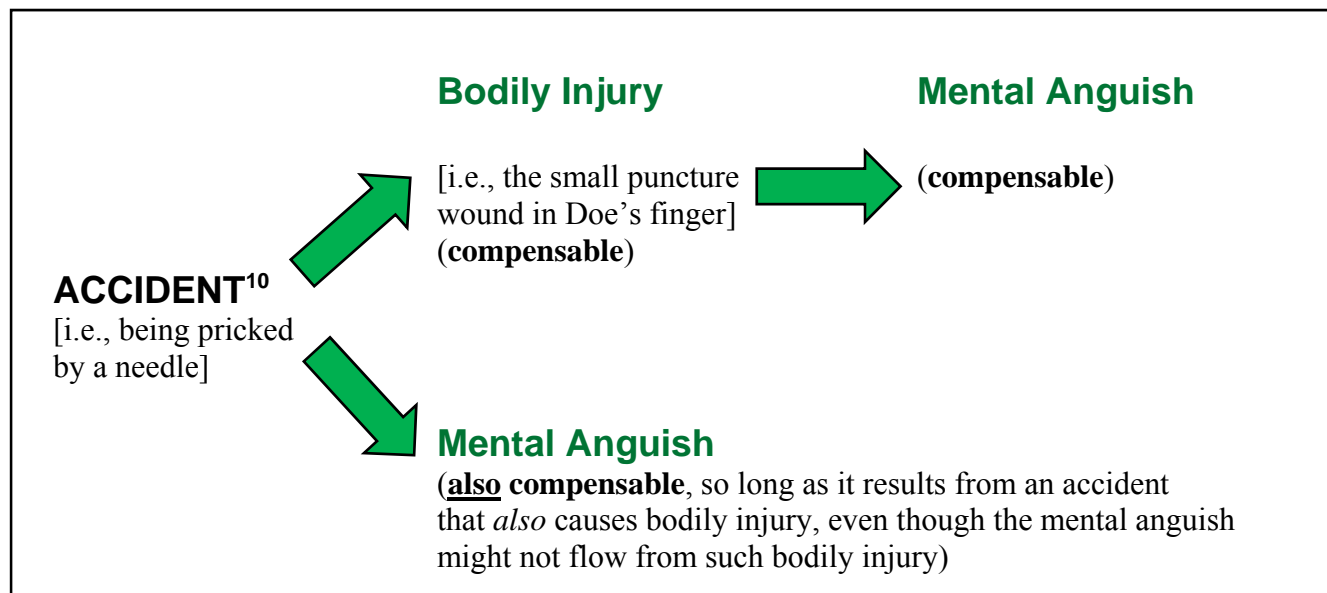 Bodily Injury
Mental Anguish
[i.e., the small puncture
wound in Doe's finger]
(compensable)
(compensable)
ACCIDENT10
[i.e., being pricked
by a needle]
Mental Anguish
(also compensable, so long as it results from an accident
that also causes bodily injury, even though the mental anguish
might not flow from such bodily injury)